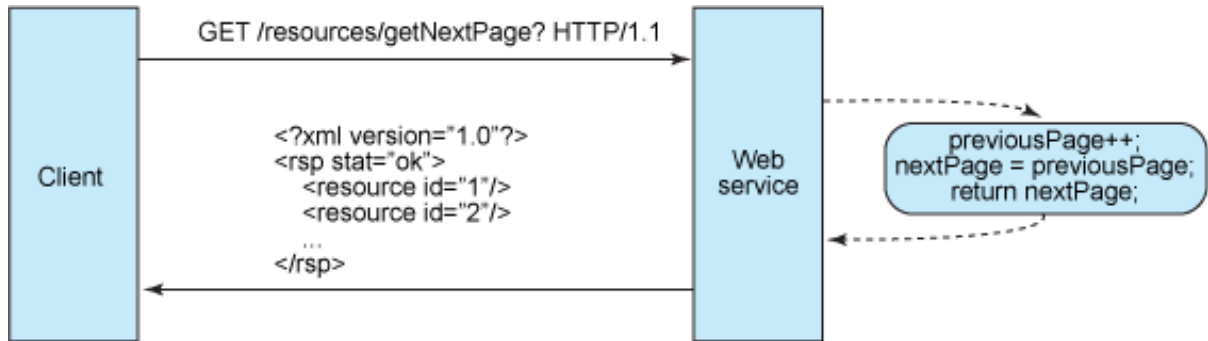 GET /resources/getNextPage? HTTP/1.1
<?xml version="1.0"?>
<rsp stat="ok">
<resource id="1"/>
<resource id="2"/>
...
</rsp>
Client
Web
service
previousPage++;
nextPage = previousPage;
return nextPage;